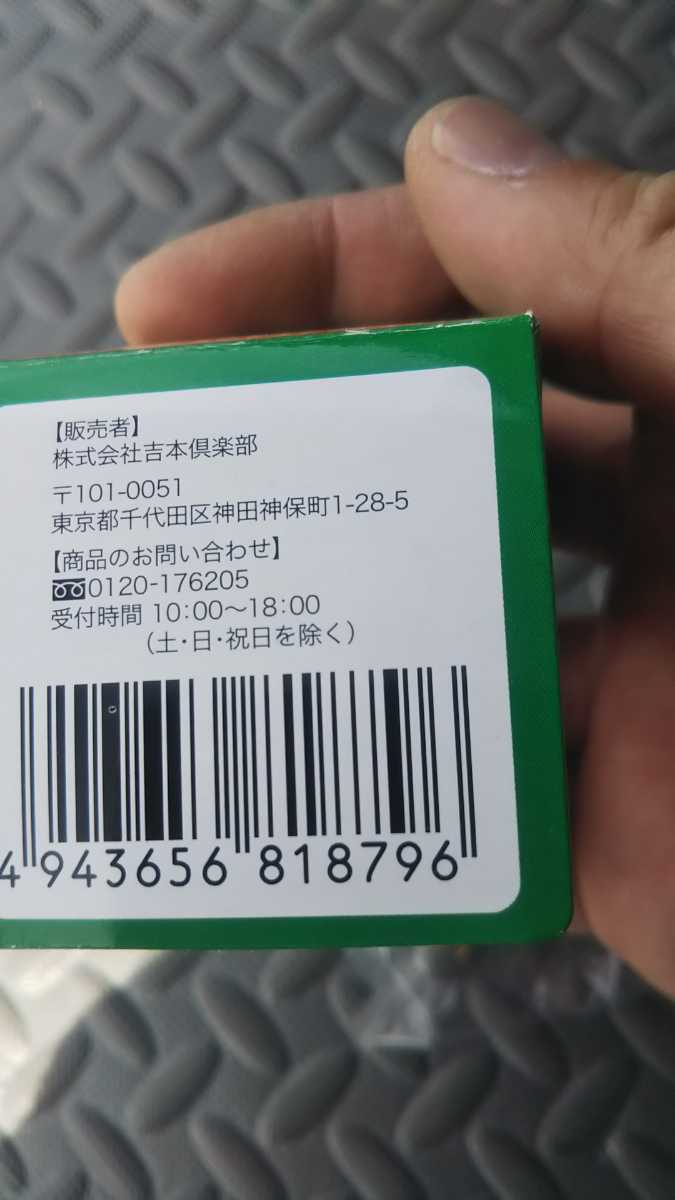 【販売者】
株式会社吉本倶楽部
〒101-0051
東京都千代田区神田神保町1-28-5
【商品のお問い合わせ】
0120-176205
受付時間 10:00〜18:00
（土・日・祝日を除く）
4 943656 818796